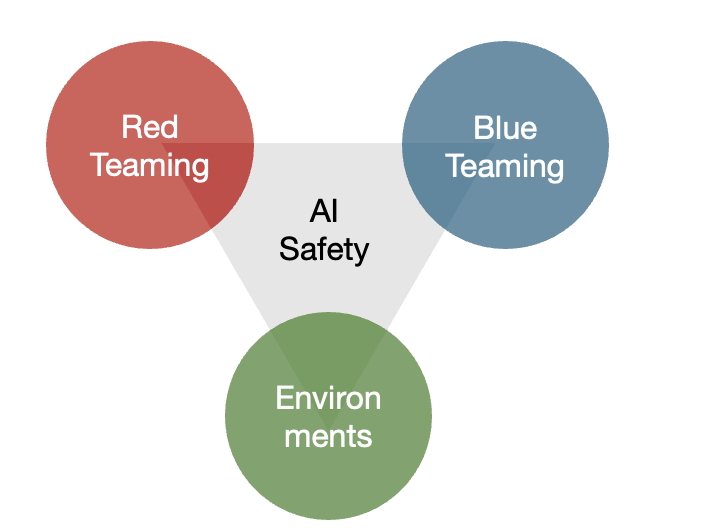 Red
Teaming
Blue
Teaming
AI
Safety
Environ
ments